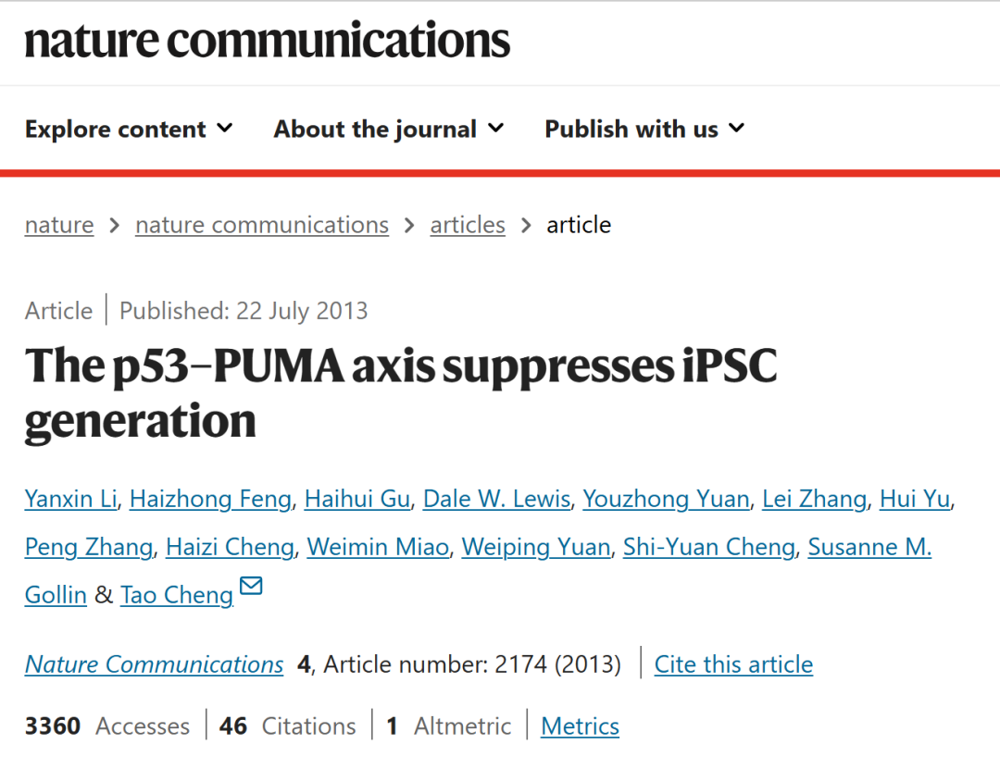 nature communications
Explore content About the journal Publish with us
nature > nature communications > articles > article
Article | Published: 22 July 2013
The p53–PUMA axis suppresses iPSC
generation
Yanxin Li, Haizhong Feng, Haihui Gu, Dale W. Lewis, Youzhong Yuan, Lei Zhang, Hui Yu,
Peng Zhang, Haizi Cheng, Weimin Miao, Weiping Yuan, Shi-Yuan Cheng, Susanne M.
Gollin & Tao Cheng
Nature Communications 4, Article number: 2174 (2013) | Cite this article
3360 Accesses | 46 Citations | 1 Altmetric | Metrics